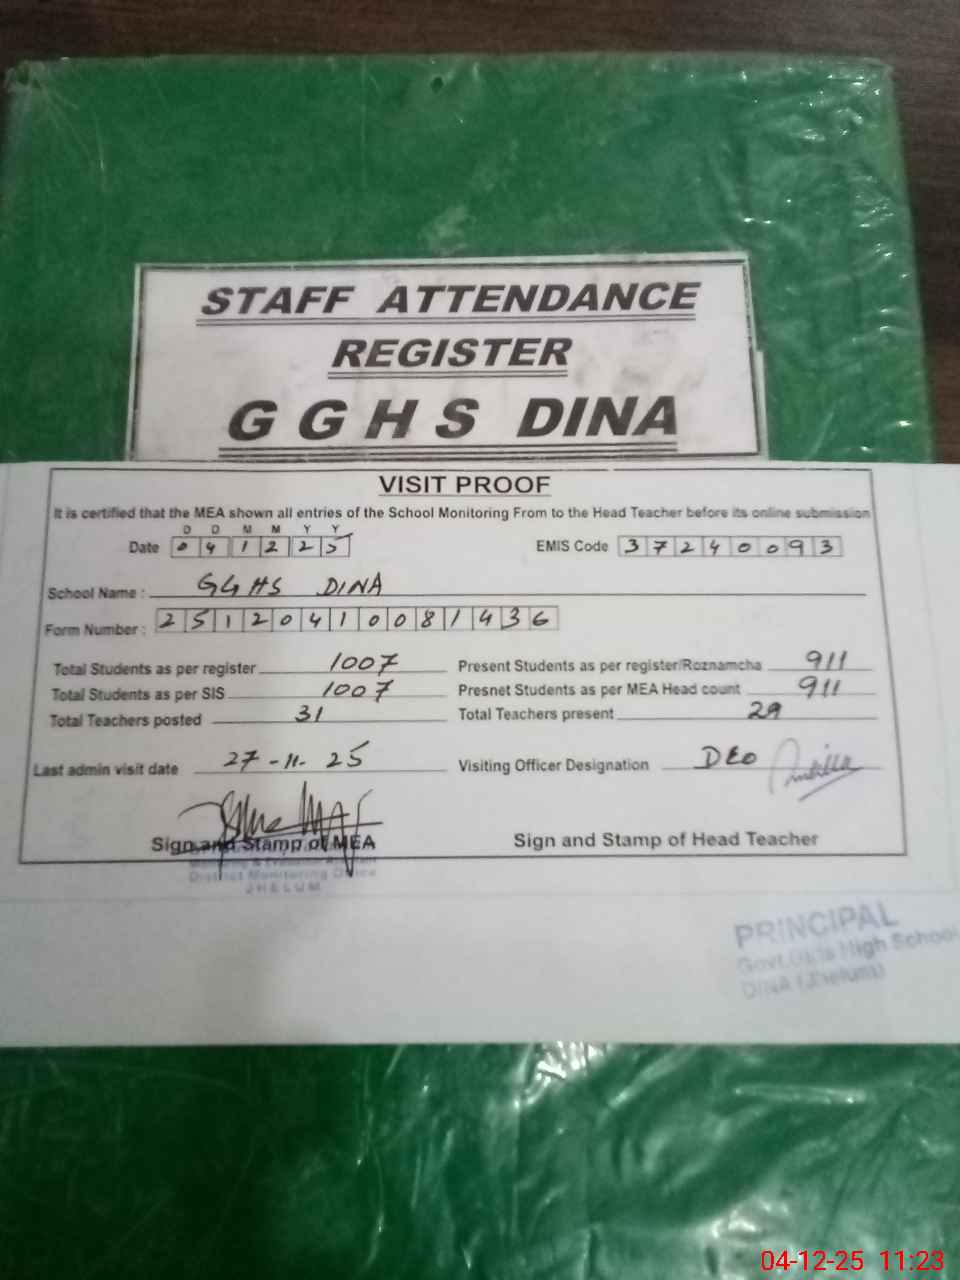 STAFF ATTENDANCE
REGISTER
GGHS DINA
VISIT PROOF
It is certified that the MEA shown all entries of the School Monitoring From to the Head Teacher before its online submission
D D M M Y Y
Date 0 4 1 2 2 5 EMIS Code 3 7 2 4 0 0 9 3
School Name : GGHS DINA
Form Number : 2 5 1 2 0 4 1 0 0 8 1 4 3 6
Total Students as per register 1007 Present Students as per register/Roznamcha 911
Total Students as per SIS 1007 Presnet Students as per MEA Head count 911
Total Teachers posted 31 Total Teachers present 29
Last admin visit date 27-11-25 Visiting Officer Designation DEO
Sign and Stamp of MEA Sign and Stamp of Head Teacher
District Monitoring Office
JHELUM
PRINCIPAL
Govt. Girls High School
DINA (Jhelum)
04-12-25 11:23